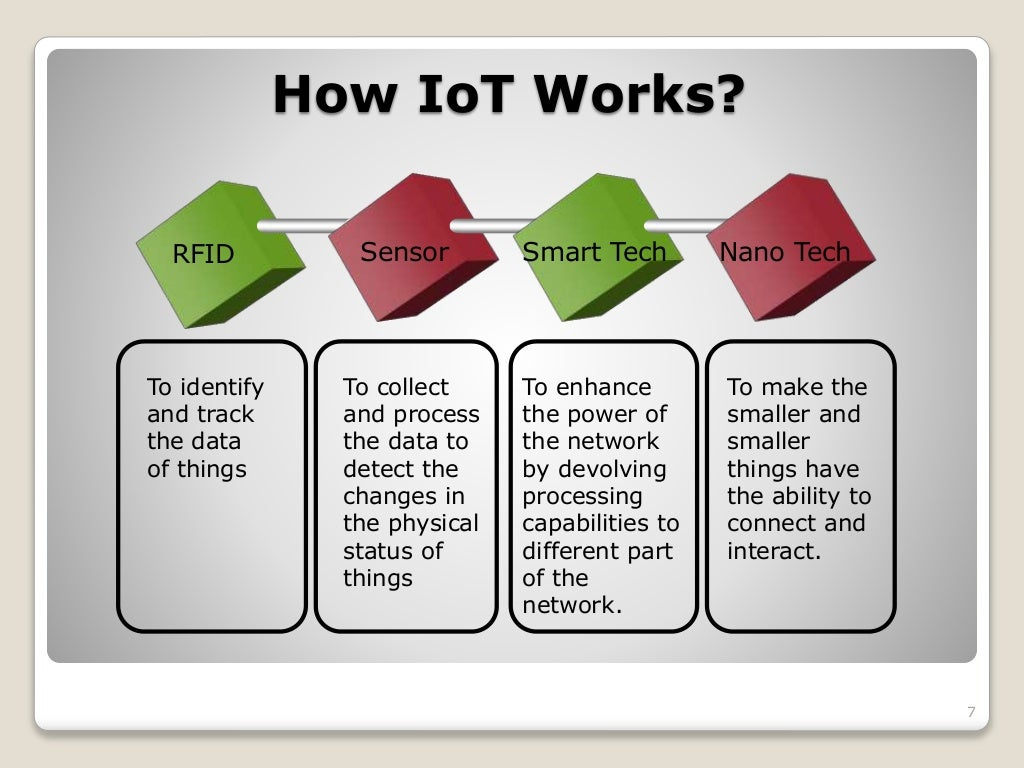 How IoT Works?
RFID
Sensor
Smart Tech
Nano Tech
To identify
and track
the data
of things
To collect
and process
the data to
detect the
changes in
the physical
status of
things
To enhance
the power of
the network
by devolving
processing
capabilities to
different part
of the
network.
To make the
smaller and
smaller
things have
the ability to
connect and
interact.
7